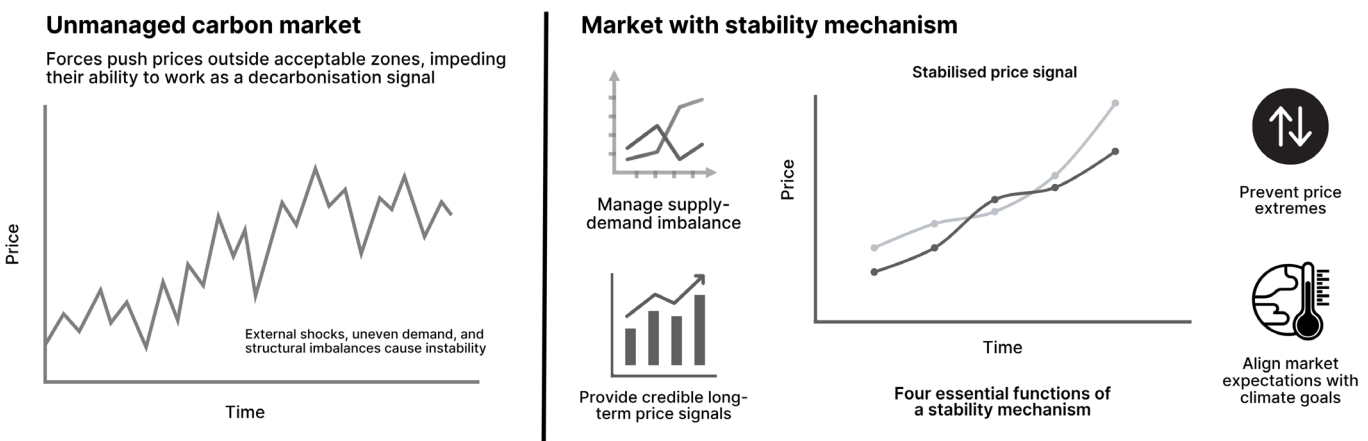 Unmanaged carbon market
Forces push prices outside acceptable zones, impeding
their ability to work as a decarbonisation signal
Price
External shocks, uneven demand, and
structural imbalances cause instability
Time
Market with stability mechanism
Manage supply-
demand imbalance
Provide credible long-
term price signals
Stabilised price signal
Price
Time
Four essential functions of
a stability mechanism
Prevent price
extremes
Align market
expectations with
climate goals